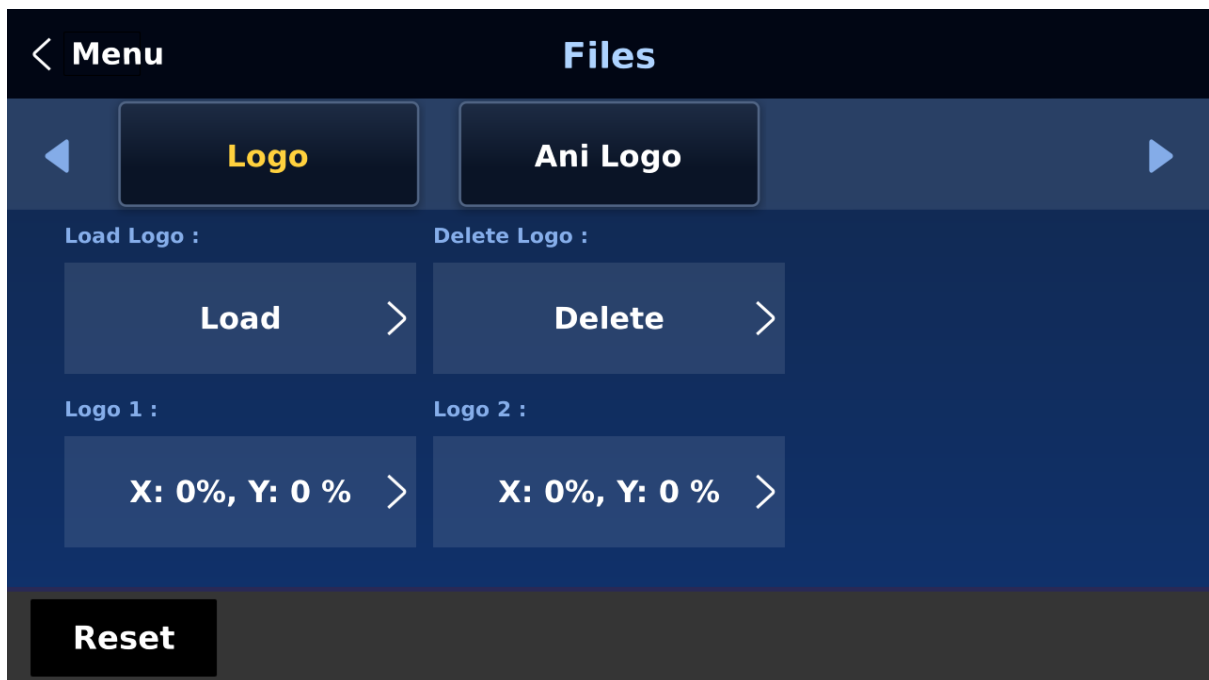 Menu
Files
Logo
Ani Logo
Load Logo :
Delete Logo :
Load
Delete
Logo 1 :
Logo 2 :
X: 0%, Y: 0 %
X: 0%, Y: 0 %
Reset